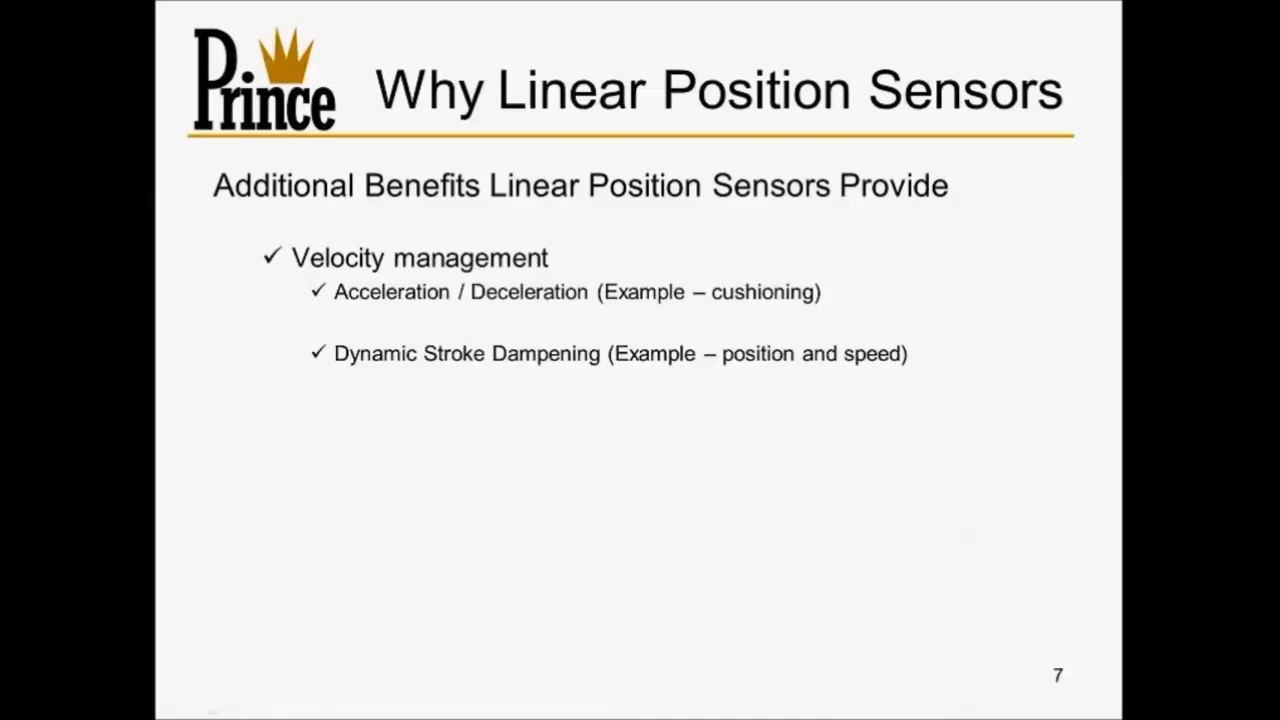 Prince
Why Linear Position Sensors
Additional Benefits Linear Position Sensors Provide
✓ Velocity management
✓ Acceleration / Deceleration (Example – cushioning)
✓ Dynamic Stroke Dampening (Example – position and speed)
7